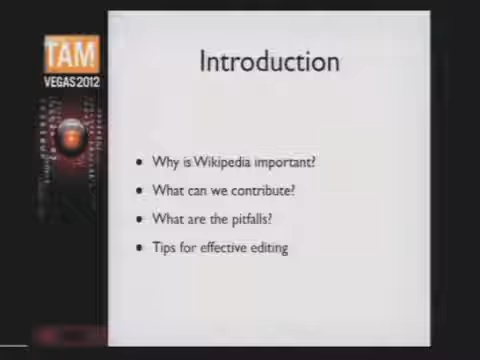 TAM
VEGAS 2012
Introduction
Why is Wikipedia important?
What can we contribute?
What are the pitfalls?
Tips for effective editing